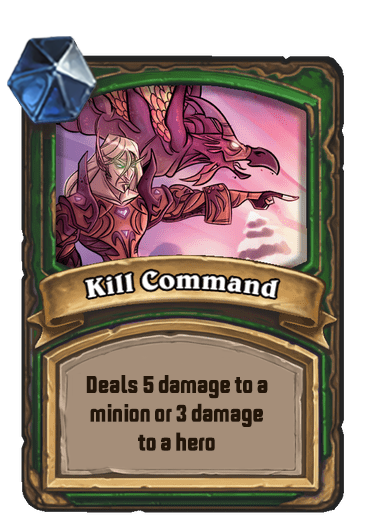 Kill Command
Deals 5 damage to a
minion or 3 damage
to a hero